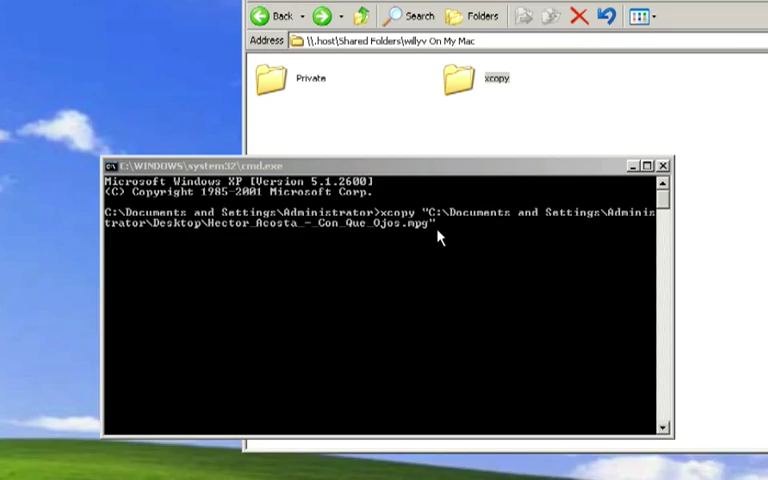 Back Search Folders
Address \\.host\Shared Folders\willyv On My Mac
Private xcopy
C:\WINDOWS\system32\cmd.exe
Microsoft Windows XP [Version 5.1.2600]
(C) Copyright 1985-2001 Microsoft Corp.
C:\Documents and Settings\Administrator>xcopy "C:\Documents and Settings\Adminis
trator\Desktop\Hector_Acosta_-_Con_Que_Ojos.mpg"